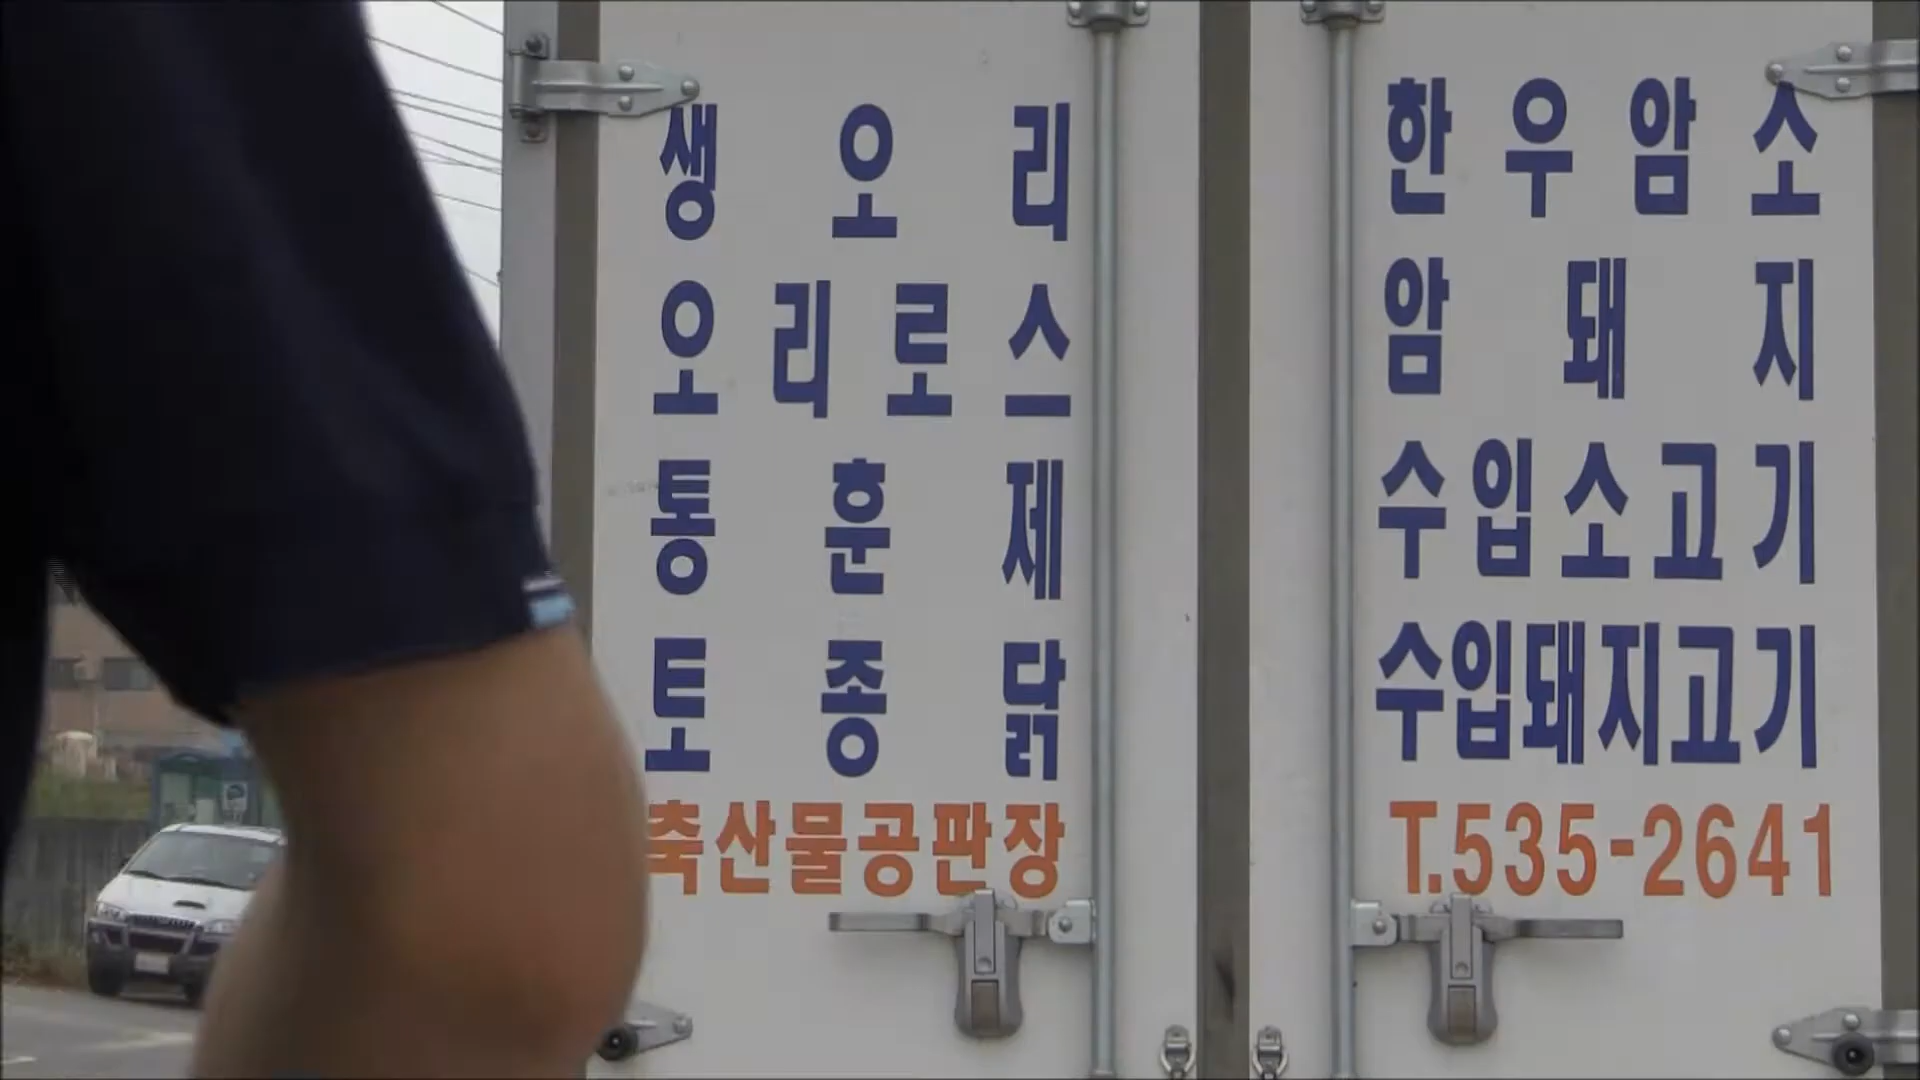 생오리
오리로스
통훈제
토종닭
축산물공판장
한우암소
암돼지
수입소고기
수입돼지고기
T.535-2641